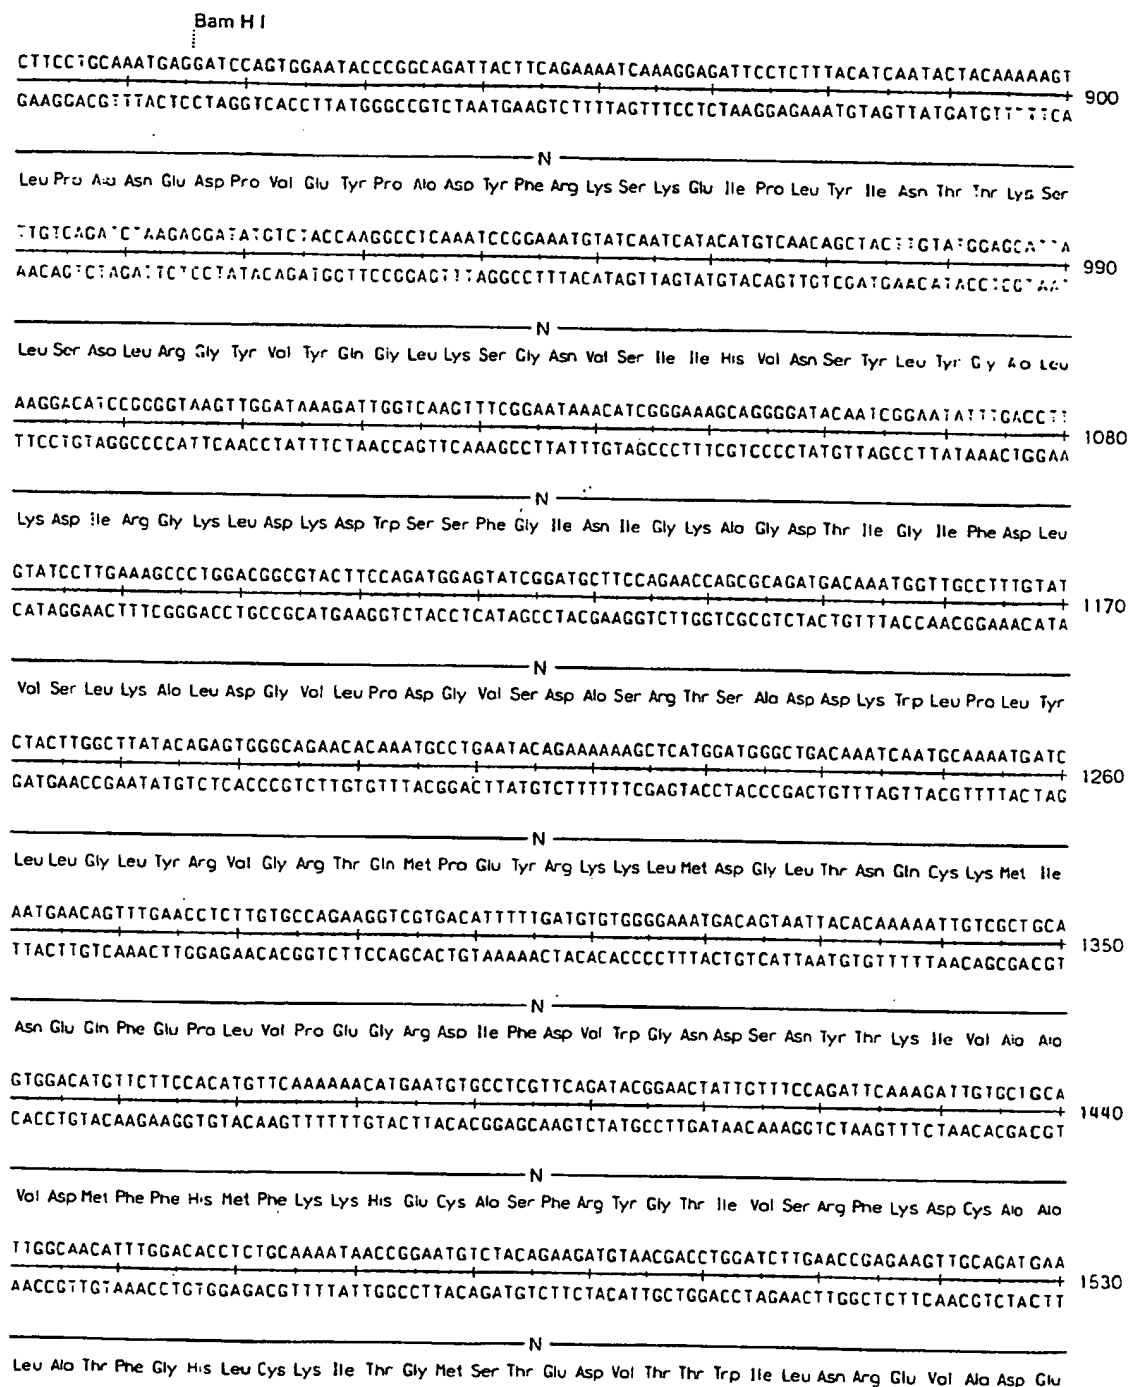 Bam H I
CTTCCTGCAAATGAGGATCCAGTGGAATACCCGGCAGATTACTTCAGAAAATCAAAGGAGATTCCTCTTTACATCAATACTACAAAAAGT
900
GAAGGACGTTTACTCCTAGGTCACCTTATGGGCCGTCTAATGAAGTCTTTTAGTTTCCTCTAAGGAGAAATGTAGTTATGATGTTTTTCA
N
Leu Pro Ala Asn Glu Asp Pro Val Glu Tyr Pro Ala Asp Tyr Phe Arg Lys Ser Lys Glu Ile Pro Leu Tyr Ile Asn Thr Thr Lys Ser
TTGTCAGATCTAAGAGGATATGTCTACCAAGGCCTCAAATCCGGAAATGTATCAATCATACATGTCAACAGCTACTTGTATGGAGCATTA
990
AACAGTCTAGATTCTCCTATACAGATGGTTCCGGAGTTTAGGCCTTTACATAGTTAGTATGTACAGTTGTCGATGAACATACCTCGTAAT
N
Leu Ser Asp Leu Arg Gly Tyr Val Tyr Gln Gly Leu Lys Ser Gly Asn Val Ser Ile Ile His Val Asn Ser Tyr Leu Tyr Gly Ala Leu
AAGGACATCCGGGGTAAGTTGGATAAAGATTGGTCAAGTTTCGGAATAAACATCGGGAAAGCAGGGGATACAATCGGAATATTTGACCTT
1080
TTCCTGTAGGCCCCATTCAACCTATTTCTAACCAGTTCAAAGCCTTATTTGTAGCCCTTTCGTCCCCTATGTTAGCCTTATAAACTGGAA
N
Lys Asp Ile Arg Gly Lys Leu Asp Lys Asp Trp Ser Ser Phe Gly Ile Asn Ile Gly Lys Ala Gly Asp Thr Ile Gly Ile Phe Asp Leu
GTATCCTTGAAAGCCCTGGACGGCGTACTTCCAGATGGAGTATCGGATGCTTCCAGAACCAGCGCAGATGACAAATGGTTGCCTTTGTAT
1170
CATAGGAACTTTCGGGACCTGCCGCATGAAGGTCTACCTCATAGCCTACGAAGGTCTTGGTCGCGTCTACTGTTTACCAACGGAAACATA
N
Val Ser Leu Lys Ala Leu Asp Gly Val Leu Pro Asp Gly Val Ser Asp Ala Ser Arg Thr Ser Ala Asp Asp Lys Trp Leu Pro Leu Tyr
CTACTTGGCTTATACAGAGTGGGCAGAACACAAATGCCTGAATACAGAAAAAAGCTCATGGATGGGCTGACAAATCAATGCAAAATGATC
1260
GATGAACCGAATATGTCTCACCCGTCTTGTGTTTACGGACTTATGTCTTTTTTCGAGTACCTACCCGACTGTTTAGTTACGTTTTACTAG
N
Leu Leu Gly Leu Tyr Arg Val Gly Arg Thr Gln Met Pro Glu Tyr Arg Lys Lys Leu Met Asp Gly Leu Thr Asn Gln Cys Lys Met Ile
AATGAACAGTTTGAACCTCTTGTGCCAGAAGGTCGTGACATTTTTGATGTGTGGGGAAATGACAGTAATTACACAAAAATTGTCGCTGCA
1350
TTACTTGTCAAACTTGGAGAACACGGTCTTCCAGCACTGTAAAAACTACACACCCCTTTACTGTCATTAATGTGTTTTTAACAGCGACGT
N
Asn Glu Gln Phe Glu Pro Leu Val Pro Glu Gly Arg Asp Ile Phe Asp Val Trp Gly Asn Asp Ser Asn Tyr Thr Lys Ile Val Ala Ala
GTGGACATGTTCTTCCACATGTTCAAAAAACATGAATGTGCCTCGTTCAGATACGGAACTATTGTTTCCAGATTCAAAGATTGTGCTGCA
1440
CACCTGTACAAGAAGGTGTACAAGTTTTTTGTACTTACACGGAGCAAGTCTATGCCTTGATAACAAAGGTCTAAGTTTCTAACACGACGT
N
Val Asp Met Phe Phe His Met Phe Lys Lys His Glu Cys Ala Ser Phe Arg Tyr Gly Thr Ile Val Ser Arg Phe Lys Asp Cys Ala Ala
TTGGCAACATTTGGACACCTCTGCAAAATAACCGGAATGTCTACAGAAGATGTAACGACCTGGATCTTGAACCGAGAAGTTGCAGATGAA
1530
AACCGTTGTAAACCTGTGGAGACGTTTTATTGGCCTTACAGATGTCTTCTACATTGCTGGACCTAGAACTTGGCTCTTCAACGTCTACTT
N
Leu Ala Thr Phe Gly His Leu Cys Lys Ile Thr Gly Met Ser Thr Glu Asp Val Thr Thr Trp Ile Leu Asn Arg Glu Val Ala Asp Glu